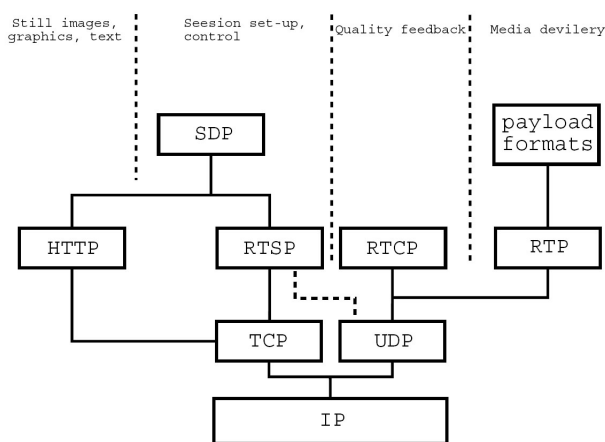 Still images,
graphics, text
Seesion set-up,
control
Quality feedback
Media devilery
SDP
payload
formats
HTTP
RTSP
RTCP
RTP
TCP
UDP
IP